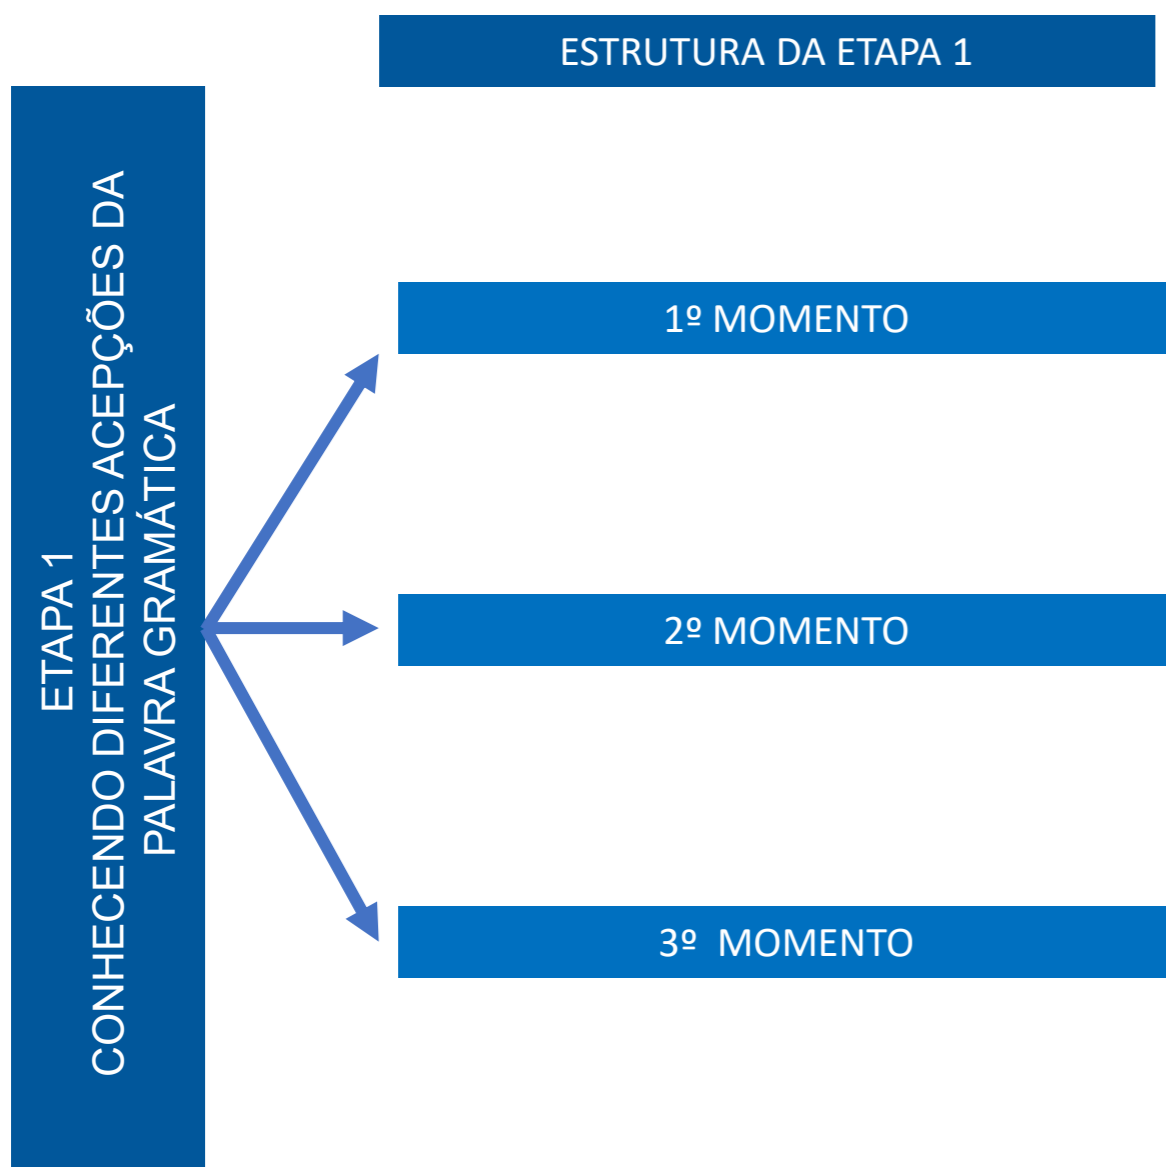 ESTRUTURA DA ETAPA 1
ETAPA 1
CONHECENDO DIFERENTES ACEPÇÕES DA
PALAVRA GRAMÁTICA
1º MOMENTO
2º MOMENTO
3º MOMENTO